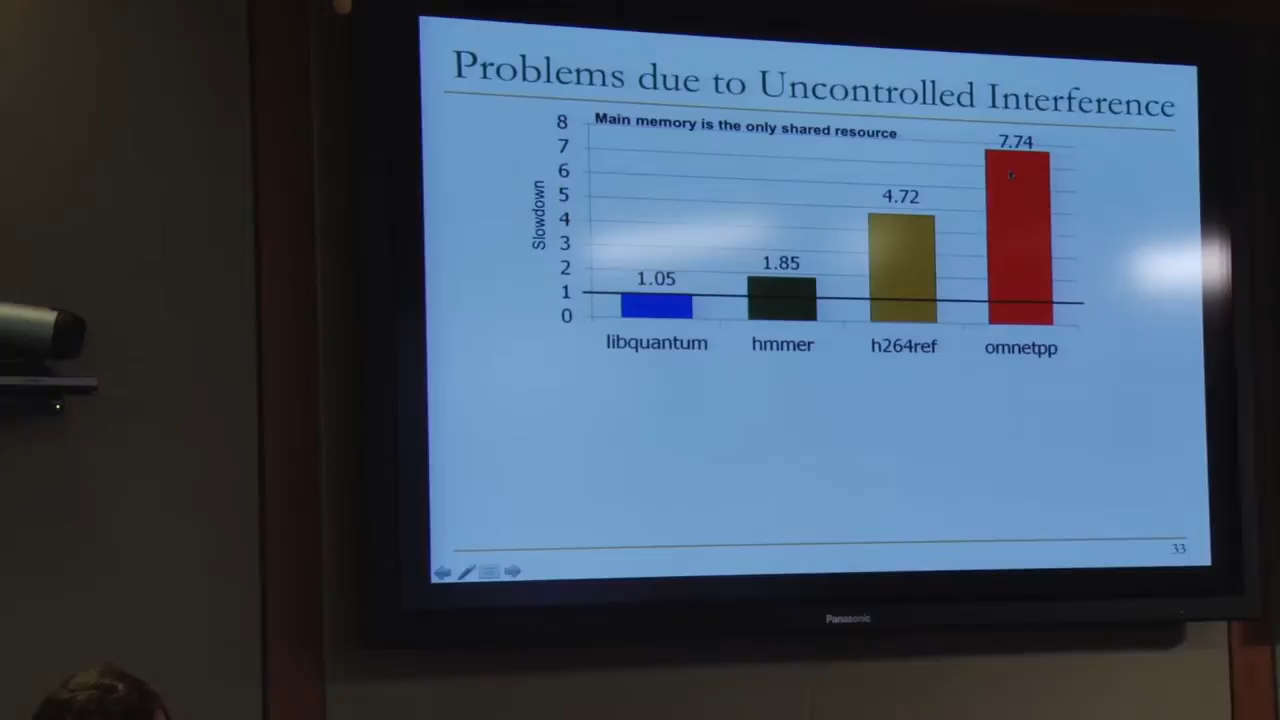 Problems due to Uncontrolled Interference
Main memory is the only shared resource
8
7
6
5
4
3
2
1
0
Slowdown
1.05
1.85
4.72
7.74
libquantum
hmmer
h264ref
omnetpp
33
Panasonic